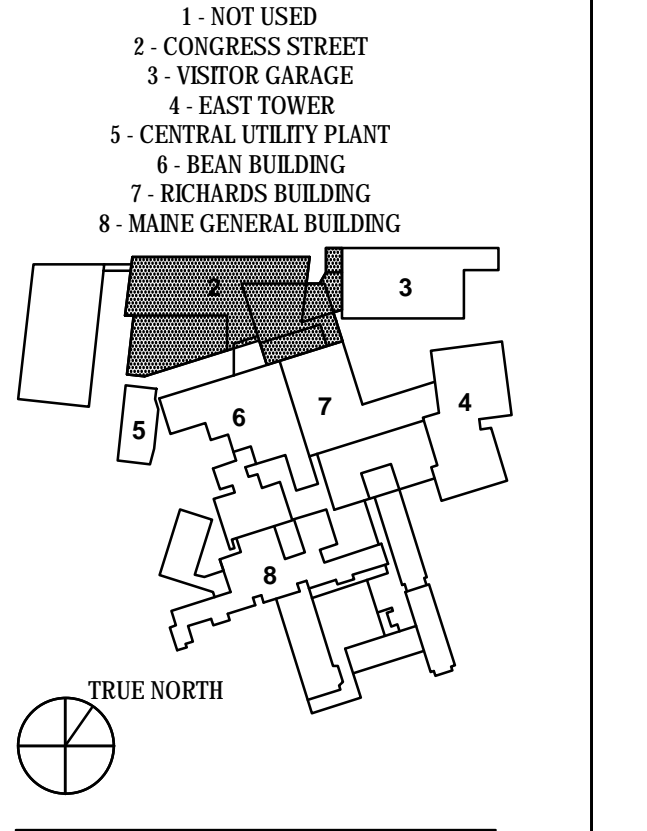 1 - NOT USED
2 - CONGRESS STREET
3 - VISITOR GARAGE
4 - EAST TOWER
5 - CENTRAL UTILITY PLANT
6 - BEAN BUILDING
7 - RICHARDS BUILDING
8 - MAINE GENERAL BUILDING
2
3
4
7
6
5
8
TRUE NORTH